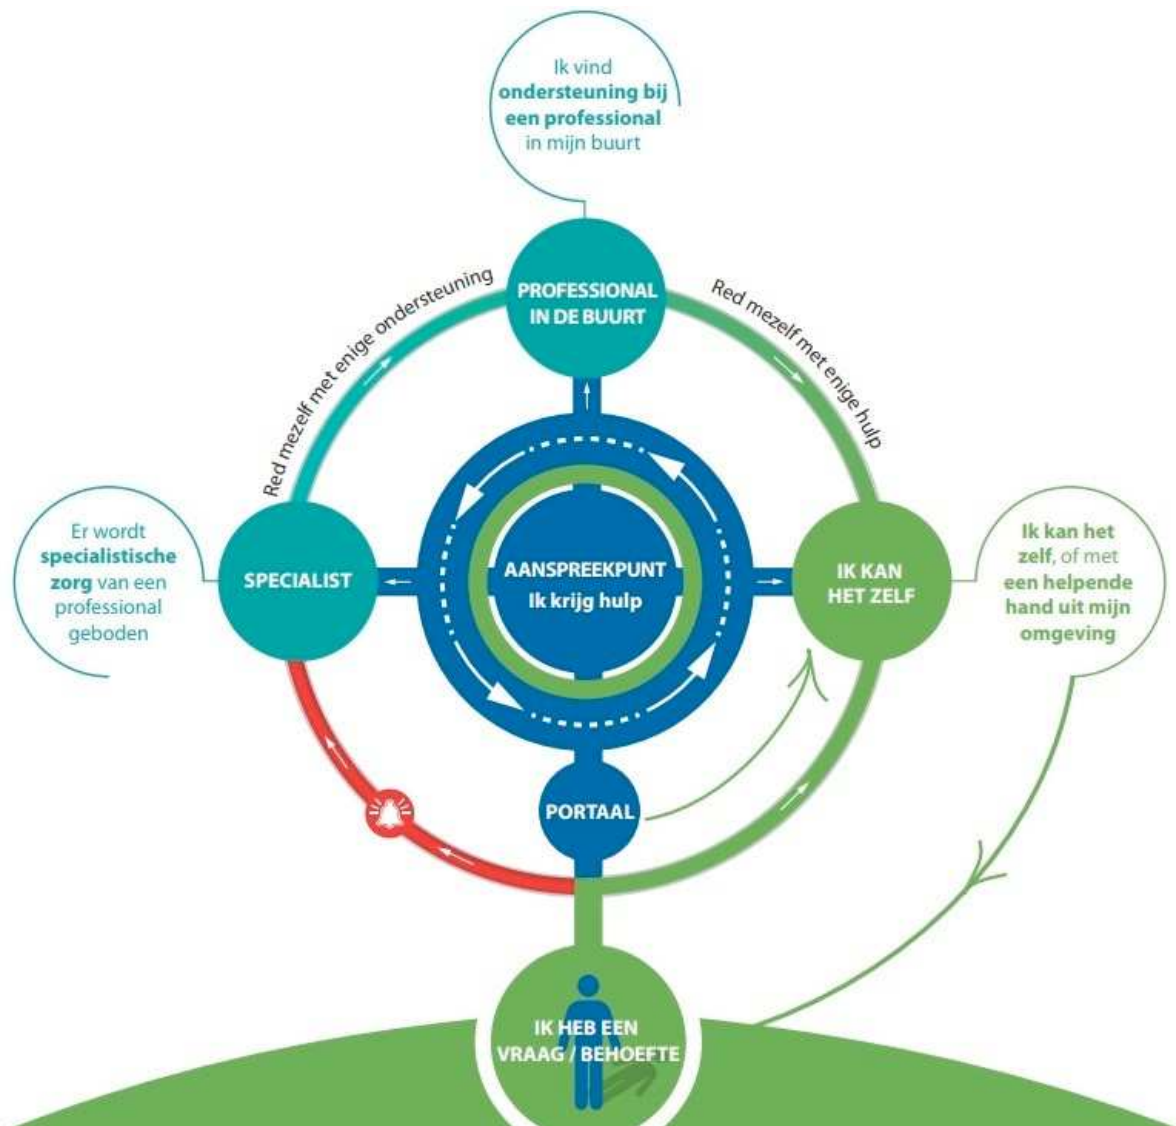 Ik vind
ondersteuning bij
een professional
in mijn buurt
PROFESSIONAL
IN DE BUURT
Red mezelf met enige ondersteuning
Red mezelf met enige hulp
Er wordt
specialistische
zorg van een
professional
geboden
SPECIALIST
AANSPREEKPUNT
Ik krijg hulp
IK KAN
HET ZELF
Ik kan het
zelf, of met
een helpende
hand uit mijn
omgeving
PORTAAL
IK HEB EEN
VRAAG / BEHOEFTE